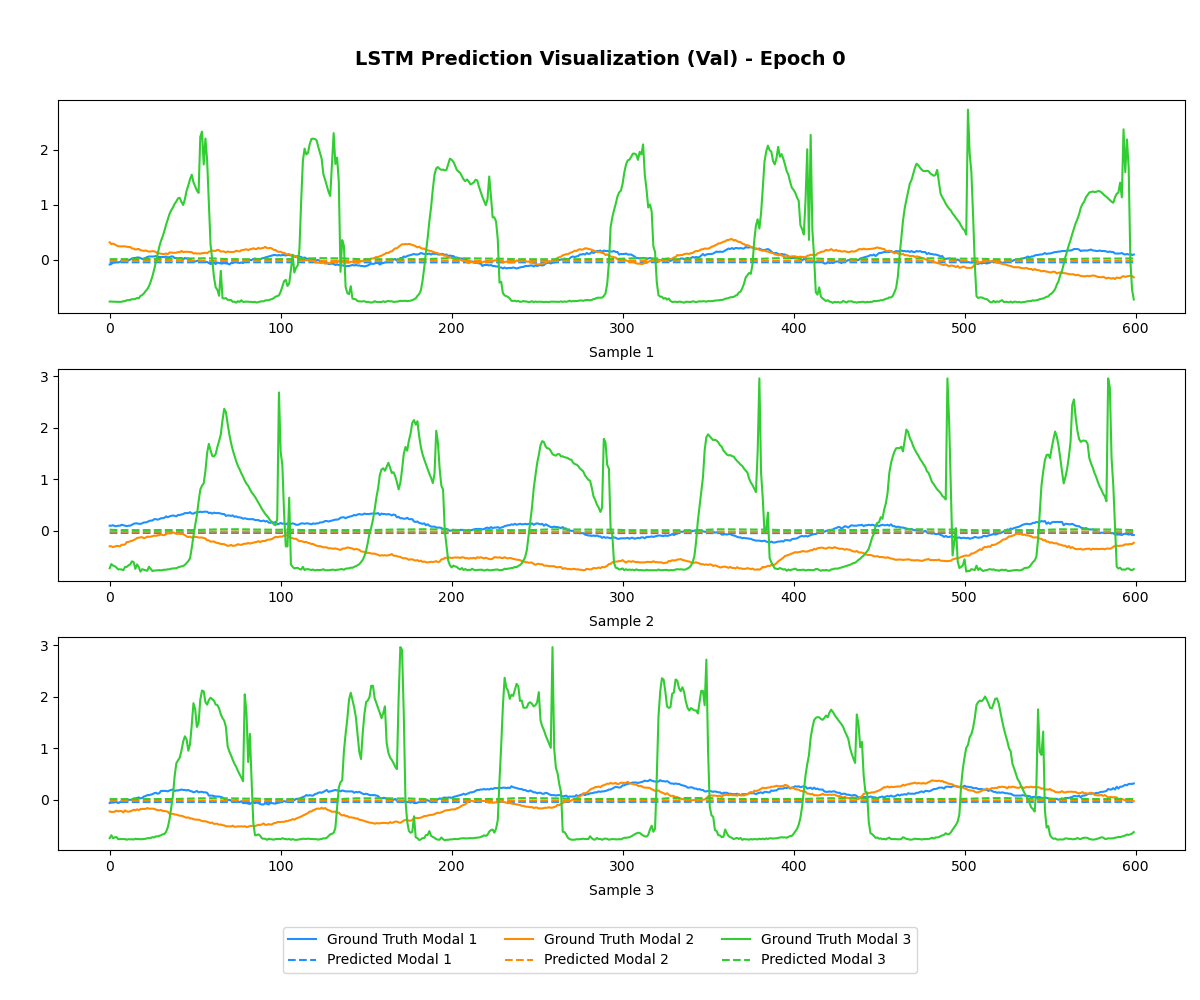 LSTM Prediction Visualization (Val) - Epoch 0
2
1
0
0 100 200 300 400 500 600
Sample 1
3
2
1
0
0 100 200 300 400 500 600
Sample 2
3
2
1
0
0 100 200 300 400 500 600
Sample 3
Ground Truth Modal 1 Ground Truth Modal 2 Ground Truth Modal 3
Predicted Modal 1 Predicted Modal 2 Predicted Modal 3